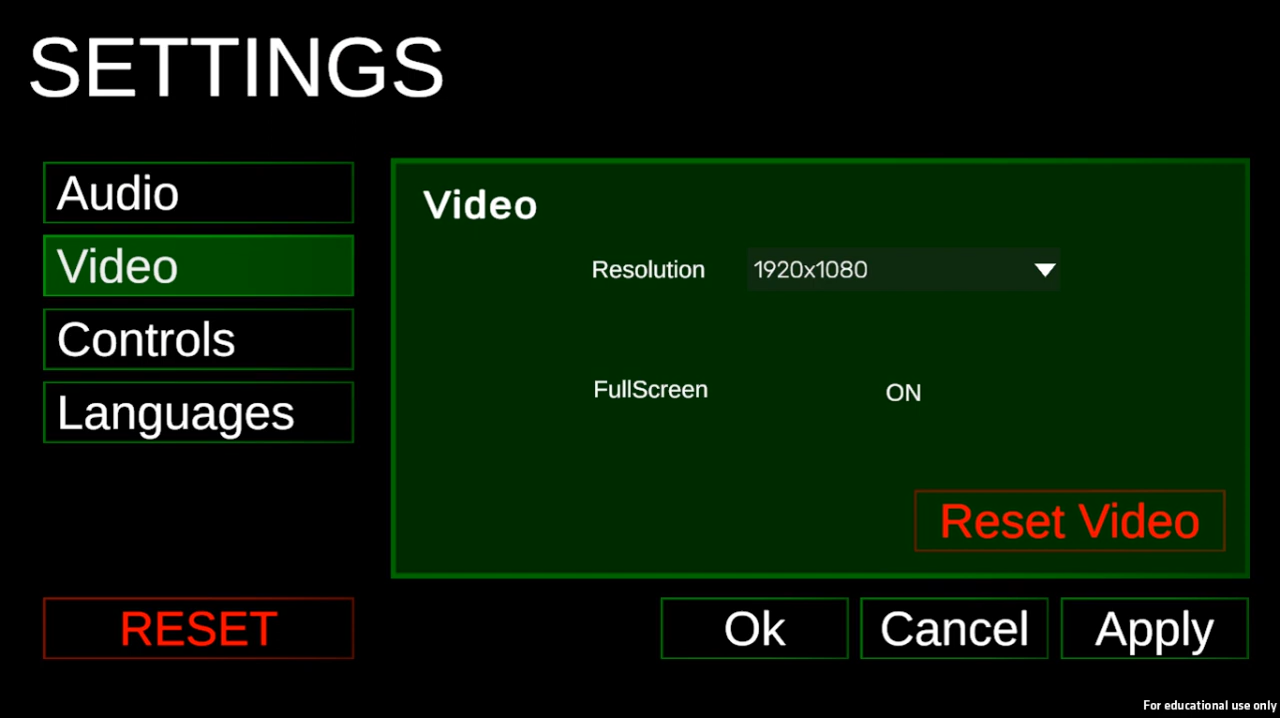 SETTINGS
Audio
Video
Controls
Languages
RESET
Video
Resolution 1920x1080
FullScreen ON
Reset Video
Ok Cancel Apply
For educational use only